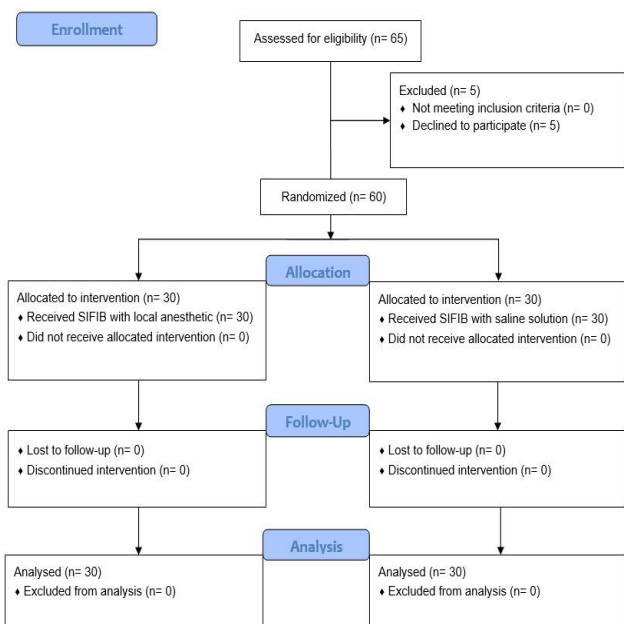 Enrollment
Assessed for eligibility (n= 65)
Excluded (n= 5)
♦ Not meeting inclusion criteria (n= 0)
♦ Declined to participate (n= 5)
Randomized (n= 60)
Allocation
Allocated to intervention (n= 30)
♦ Received SIFIB with local anesthetic (n= 30)
♦ Did not receive allocated intervention (n= 0)
Allocated to intervention (n= 30)
♦ Received SIFIB with saline solution (n= 30)
♦ Did not receive allocated intervention (n= 0)
Follow-Up
♦ Lost to follow-up (n= 0)
♦ Discontinued intervention (n= 0)
♦ Lost to follow-up (n= 0)
♦ Discontinued intervention (n= 0)
Analysis
Analysed (n= 30)
♦ Excluded from analysis (n= 0)
Analysed (n= 30)
♦ Excluded from analysis (n= 0)